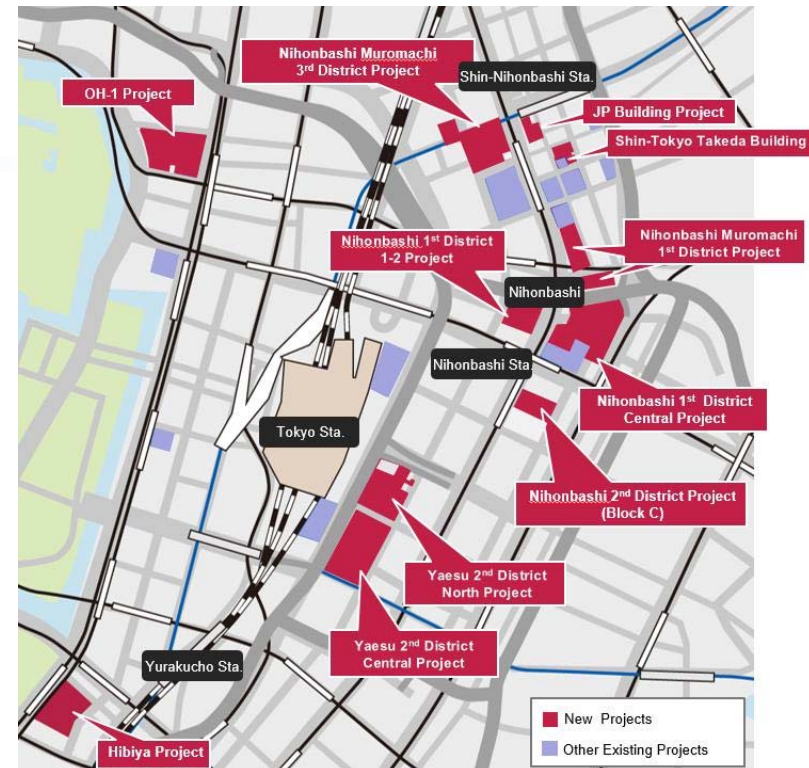 Nihonbashi Muromachi
3rd District Project
Shin-Nihonbashi Sta.
OH-1 Project
JP Building Project
Shin-Tokyo Takeda Building
Nihonbashi 1st District
1-2 Project
Nihonbashi Muromachi
1st District Project
Nihonbashi
Nihonbashi Sta.
Tokyo Sta.
Nihonbashi 1st District
Central Project
Nihonbashi 2nd District Project
(Block C)
Yaesu 2nd District
North Project
Yaesu 2nd District
Central Project
Yurakucho Sta.
Hibiya Project
New Projects
Other Existing Projects